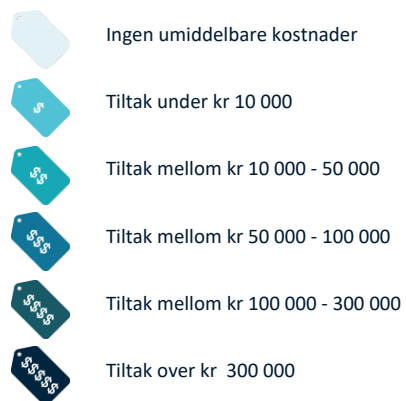 Ingen umiddelbare kostnader
$ Tiltak under kr 10 000
$$ Tiltak mellom kr 10 000 - 50 000
$$$ Tiltak mellom kr 50 000 - 100 000
$$$$ Tiltak mellom kr 100 000 - 300 000
$$$$$ Tiltak over kr  300 000